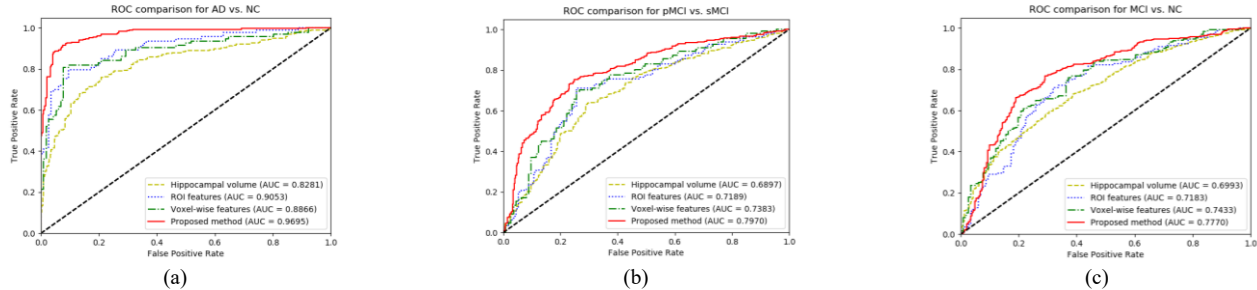 ROC comparison for AD vs. NC
True Positive Rate
1.0
0.8
0.6
0.4
0.2
0.0
Hippocampal volume (AUC = 0.8281)
ROI features (AUC = 0.9053)
Voxel-wise features (AUC = 0.8866)
Proposed method (AUC = 0.9695)
0.0 0.2 0.4 0.6 0.8 1.0
False Positive Rate
(a)
ROC comparison for pMCI vs. sMCI
True Positive Rate
1.0
0.8
0.6
0.4
0.2
0.0
Hippocampal volume (AUC = 0.6897)
ROI features (AUC = 0.7189)
Voxel-wise features (AUC = 0.7383)
Proposed method (AUC = 0.7970)
0.0 0.2 0.4 0.6 0.8 1.0
False Positive Rate
(b)
ROC comparison for MCI vs. NC
True Positive Rate
1.0
0.8
0.6
0.4
0.2
0.0
Hippocampal volume (AUC = 0.6993)
ROI features (AUC = 0.7183)
Voxel-wise features (AUC = 0.7433)
Proposed method (AUC = 0.7770)
0.0 0.2 0.4 0.6 0.8 1.0
False Positive Rate
(c)